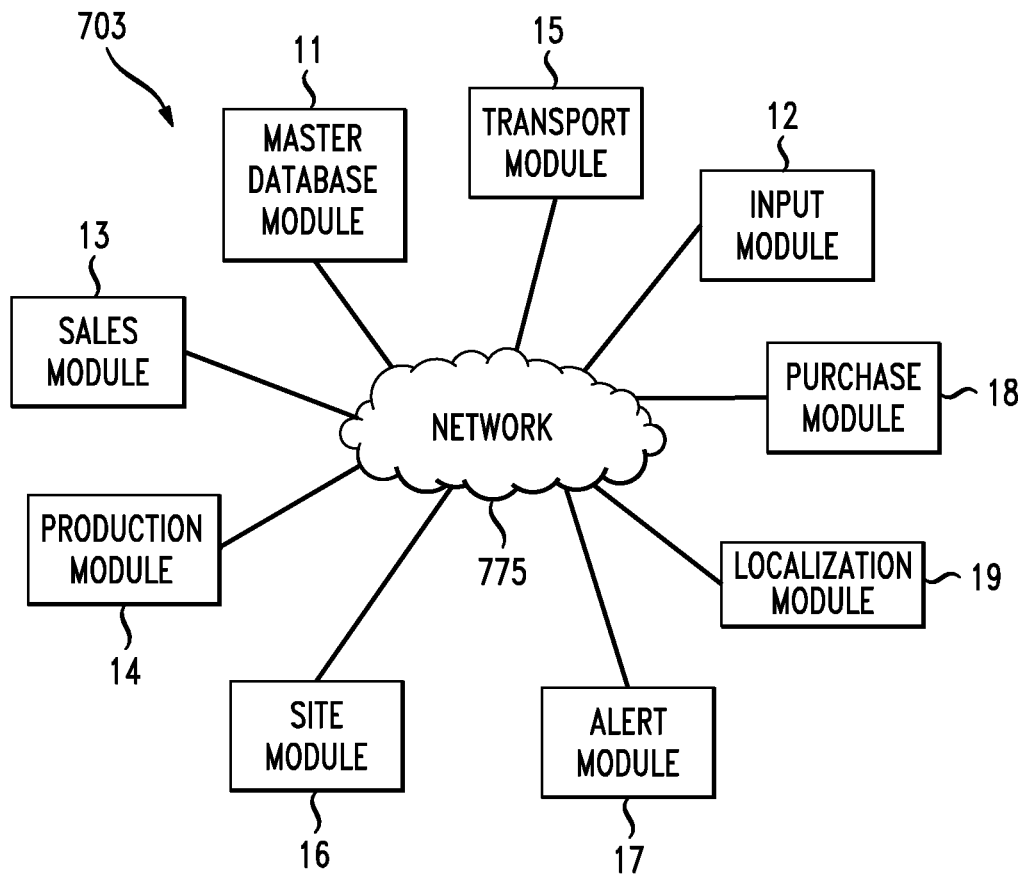 703
11
MASTER
DATABASE
MODULE
15
TRANSPORT
MODULE
12
INPUT
MODULE
13
SALES
MODULE
PURCHASE
MODULE
18
NETWORK
775
PRODUCTION
MODULE
14
LOCALIZATION
MODULE
19
SITE
MODULE
16
ALERT
MODULE
17